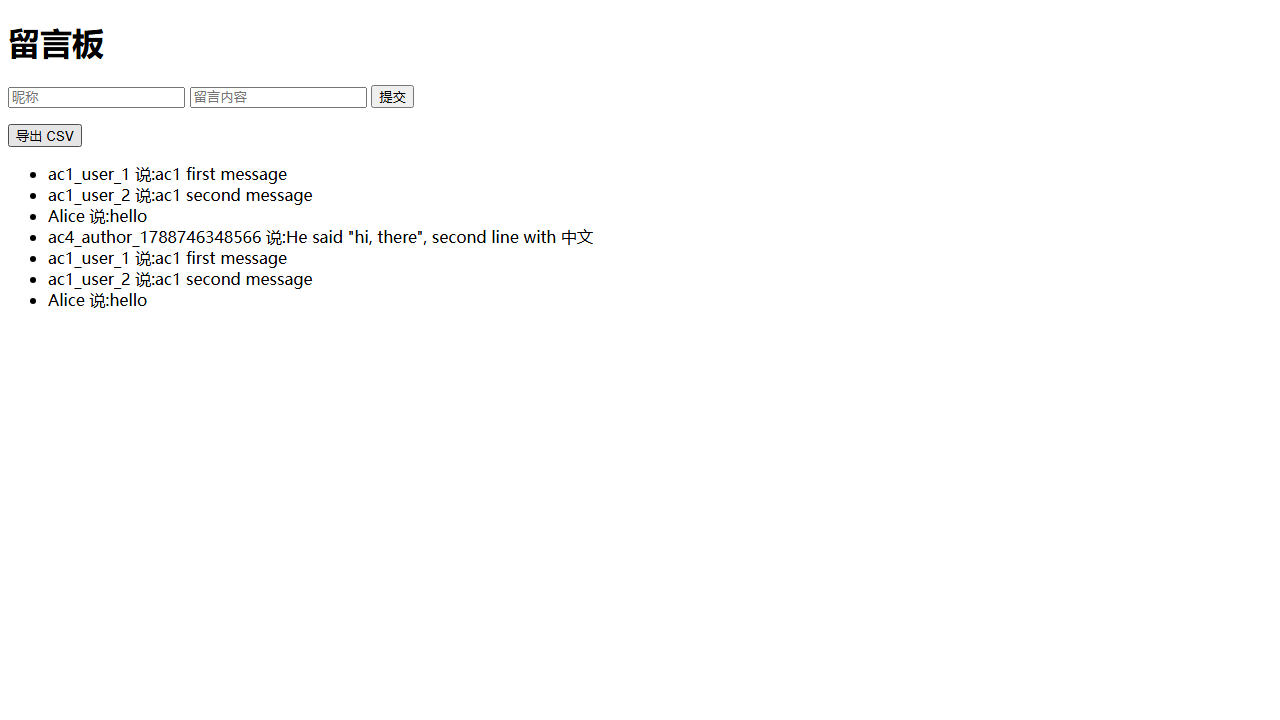 留言板
昵称 留言内容 提交
导出 CSV
ac1_user_1 说:ac1 first message
ac1_user_2 说:ac1 second message
Alice 说:hello
ac4_author_1788746348566 说:He said "hi, there", second line with 中文
ac1_user_1 说:ac1 first message
ac1_user_2 说:ac1 second message
Alice 说:hello